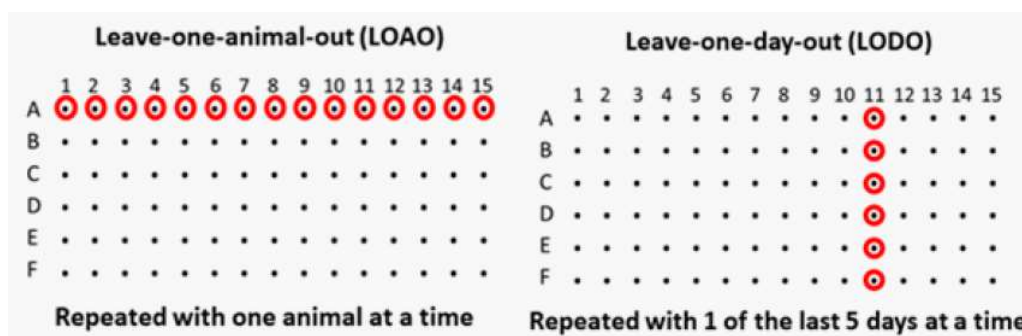 Leave-one-animal-out (LOAO)
1 2 3 4 5 6 7 8 9 10 11 12 13 14 15
A
B
C
D
E
F
Repeated with one animal at a time
Leave-one-day-out (LODO)
1 2 3 4 5 6 7 8 9 10 11 12 13 14 15
A
B
C
D
E
F
Repeated with 1 of the last 5 days at a time